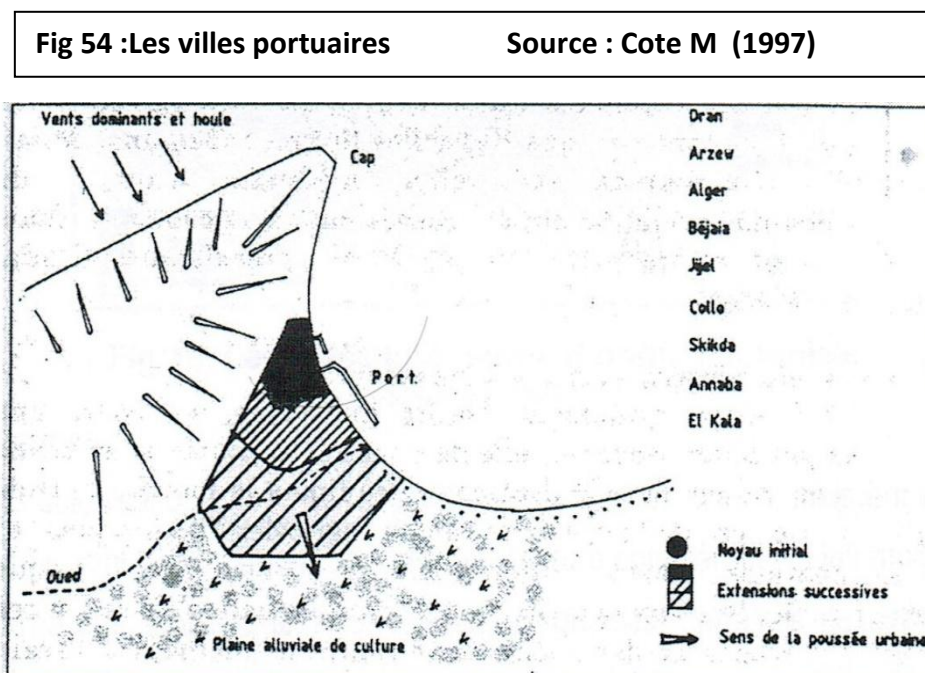 Fig 54 :Les villes portuaires Source : Cote M (1997)
Vents dominants et houle
Cap
Port.
Oued
Plaine alluviale de culture
Oran
Arzew
Alger
Bëjaia
Jijel
Collo
Skikda
Annaba
El Kala
Noyau initial
Extensions successives
Sens de la poussée urbaine